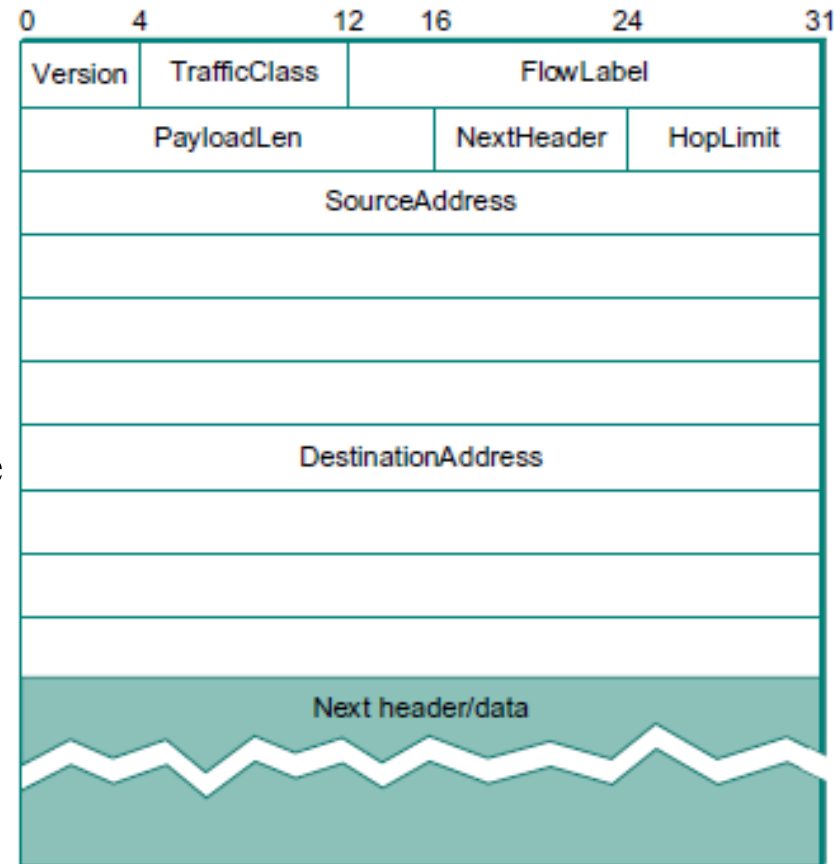 0 4 12 16 24 31
Version TrafficClass FlowLabel
PayloadLen NextHeader HopLimit
SourceAddress
e
DestinationAddress
Next header/data